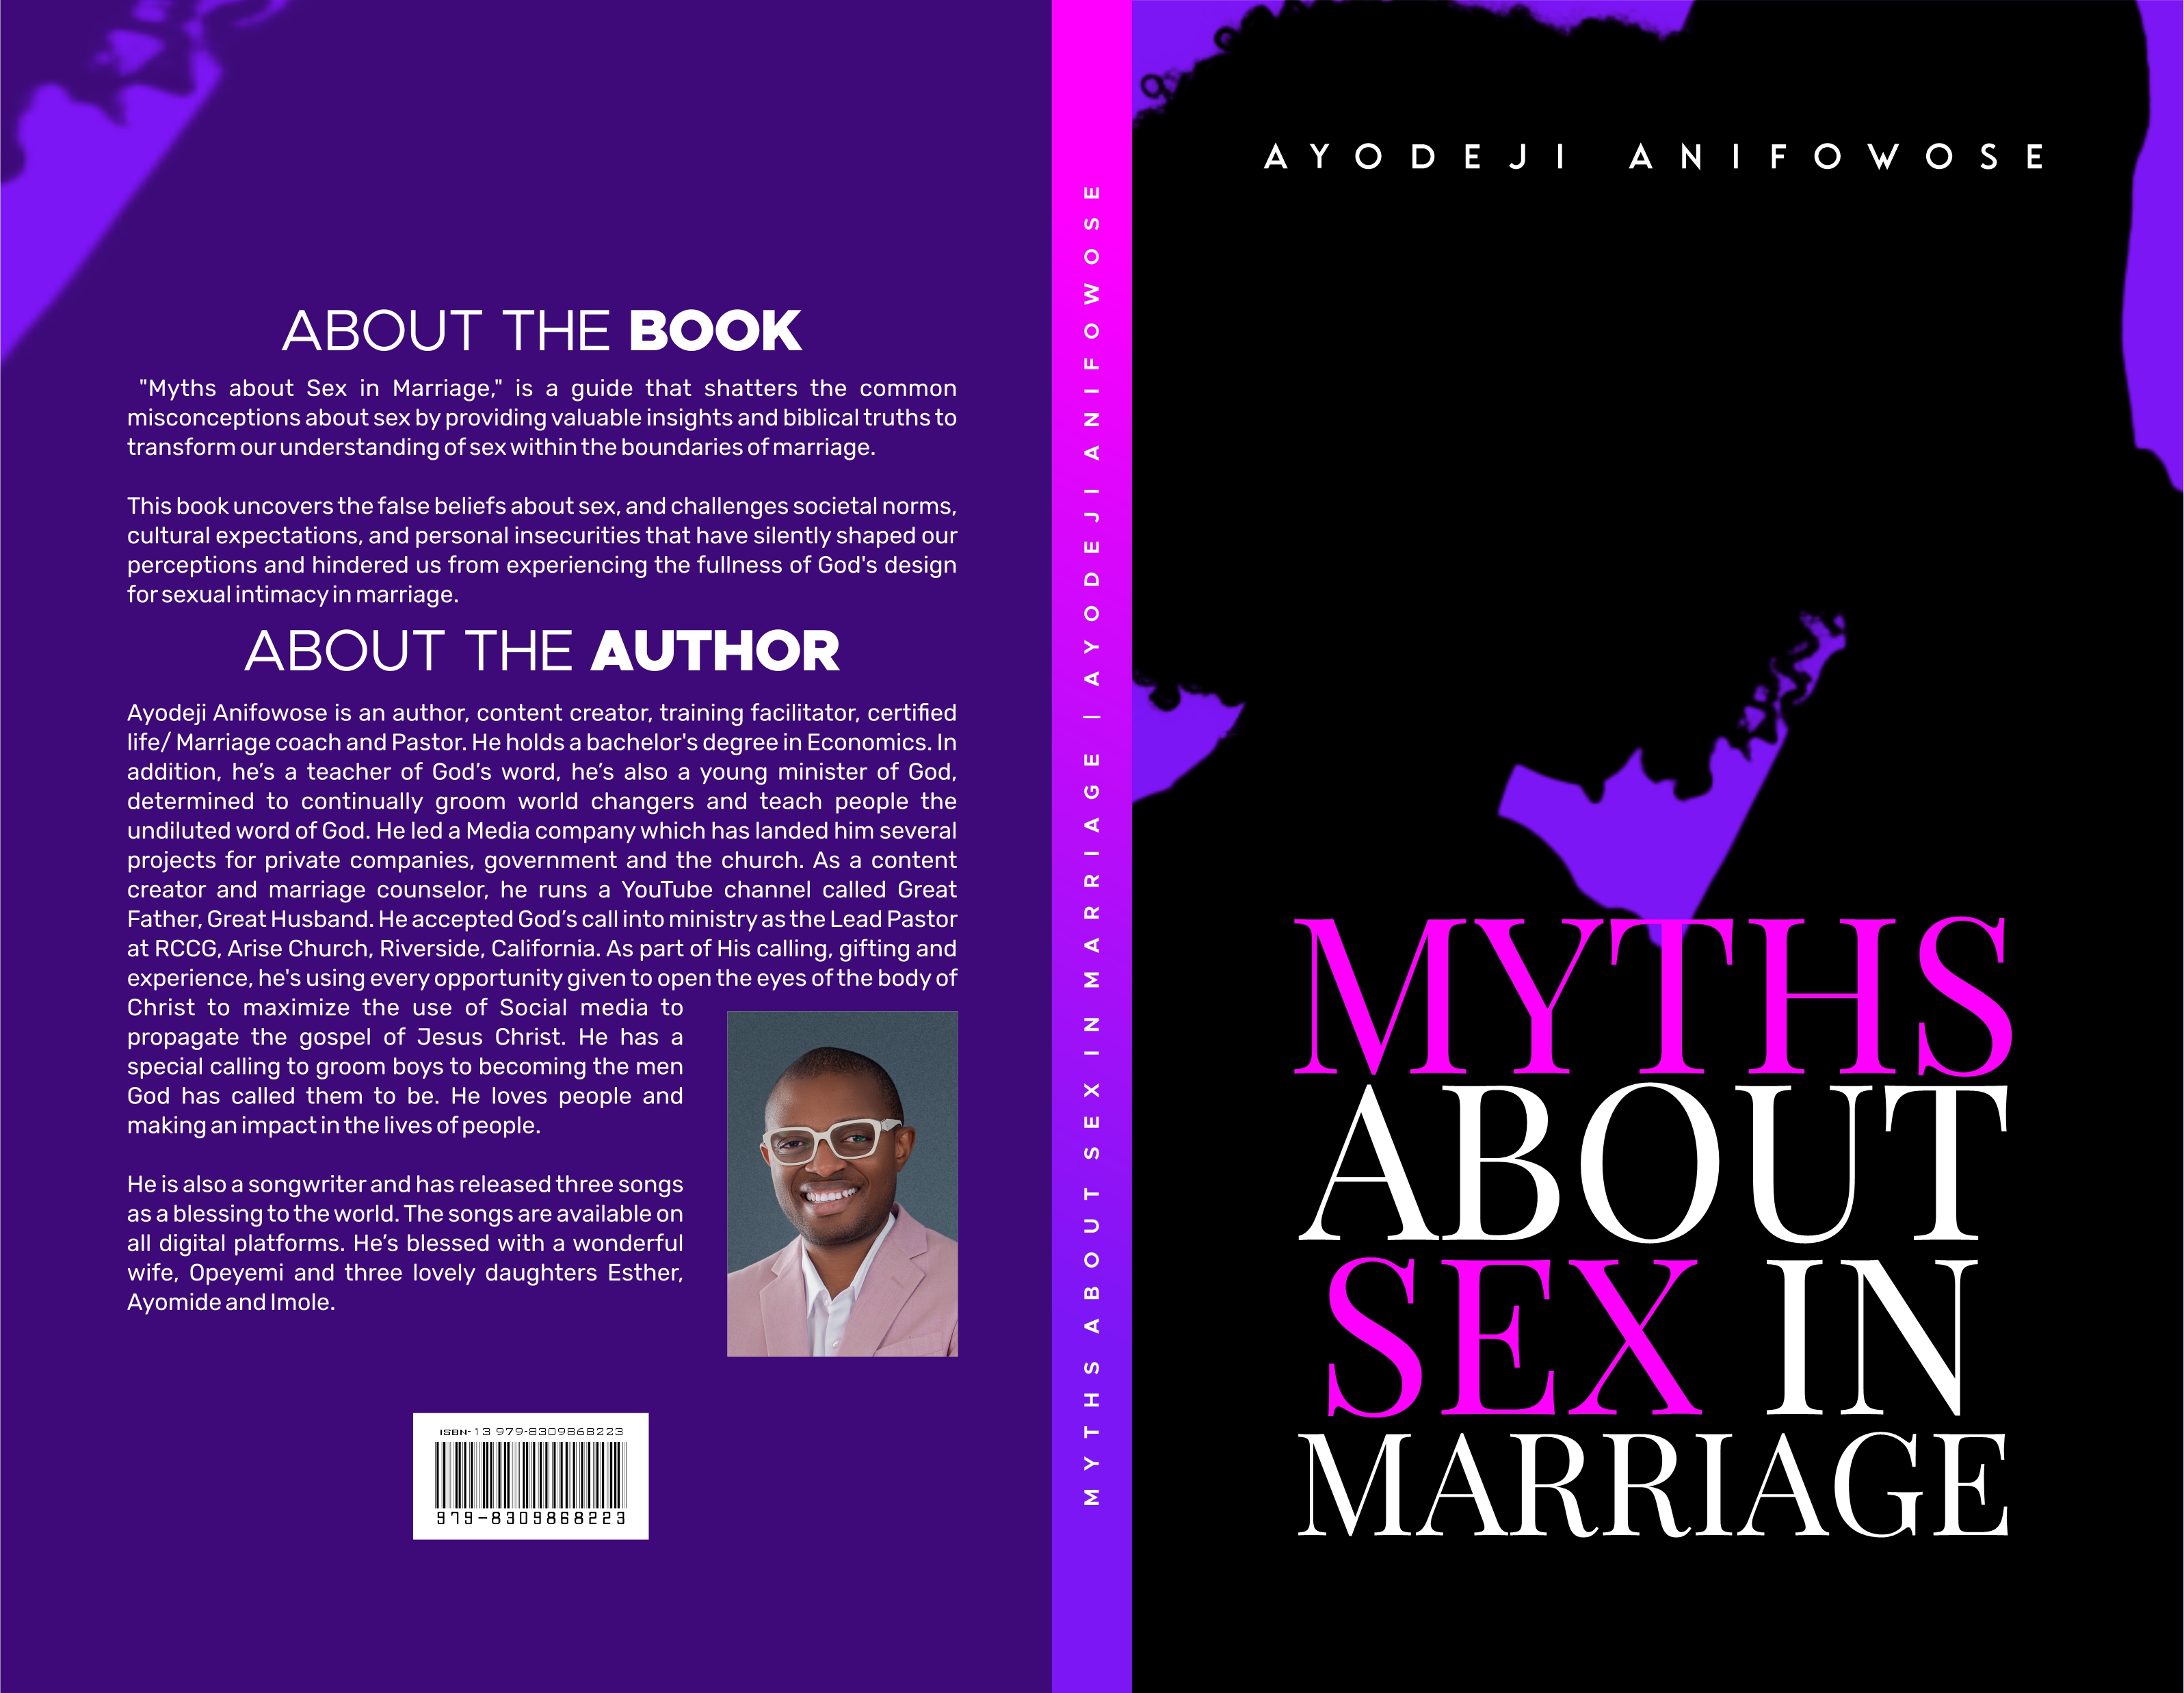 ABOUT THE BOOK
"Myths about Sex in Marriage," is a guide that shatters the common
misconceptions about sex by providing valuable insights and biblical truths to
transform our understanding of sex within the boundaries of marriage.
This book uncovers the false beliefs about sex, and challenges societal norms,
cultural expectations, and personal insecurities that have silently shaped our
perceptions and hindered us from experiencing the fullness of God's design
for sexual intimacy in marriage.
ABOUT THE AUTHOR
Ayodeji Anifowose is an author, content creator, training facilitator, certified
life/ Marriage coach and Pastor. He holds a bachelor's degree in Economics. In
addition, he’s a teacher of God’s word, he’s also a young minister of God,
determined to continually groom world changers and teach people the
undiluted word of God. He led a Media company which has landed him several
projects for private companies, government and the church. As a content
creator and marriage counselor, he runs a YouTube channel called Great
Father, Great Husband. He accepted God’s call into ministry as the Lead Pastor
at RCCG, Arise Church, Riverside, California. As part of His calling, gifting and
experience, he's using every opportunity given to open the eyes of the body of
Christ to maximize the use of Social media to
propagate the gospel of Jesus Christ. He has a
special calling to groom boys to becoming the men
God has called them to be. He loves people and
making an impact in the lives of people.
He is also a songwriter and has released three songs
as a blessing to the world. The songs are available on
all digital platforms. He’s blessed with a wonderful
wife, Opeyemi and three lovely daughters Esther,
Ayomide and Imole.
ISBN-13 979-8309868223
979-8309868223
MYTHS ABOUT SEX IN MARRIAGE | AYODEJI ANIFOWOSE
AYODEJI ANIFOWOSE
MYTHS
ABOUT
SEX IN
MARRIAGE